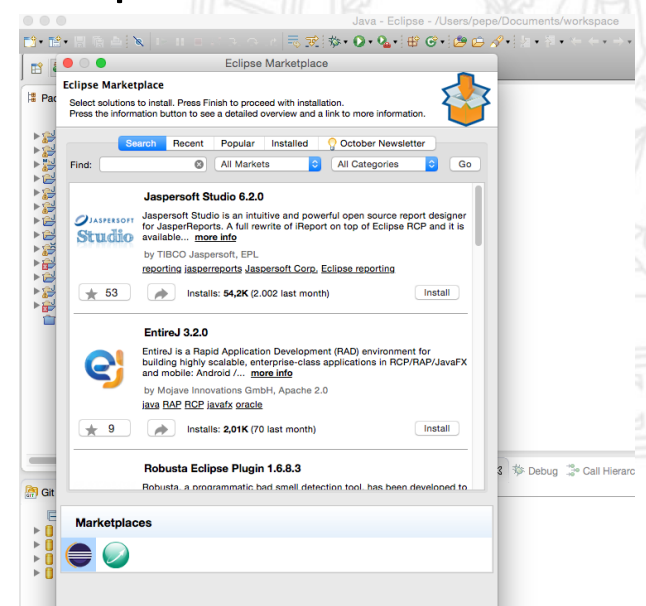 Java - Eclipse - /Users/pepe/Documents/workspace
Eclipse Marketplace
Eclipse Marketplace
Select solutions to install. Press Finish to proceed with installation.
Press the information button to see a detailed overview and a link to more information.
Search Recent Popular Installed October Newsletter
Find: All Markets All Categories Go
Jaspersoft Studio 6.2.0
JASPERSOFT
Studio
Jaspersoft Studio is an intuitive and powerful open source report designer
for JasperReports. A full rewrite of iReport on top of Eclipse RCP and it is
available... more info
by TIBCO Jaspersoft, EPL
reporting jasperreports Jaspersoft Corp. Eclipse reporting
53 Installs: 54,2K (2.002 last month) Install
EntireJ 3.2.0
EntireJ is a Rapid Application Development (RAD) environment for
building highly scalable, enterprise-class applications in RCP/RAP/JavaFX
and mobile: Android /... more info
by Mojave Innovations GmbH, Apache 2.0
java RAP RCP javafx oracle
9 Installs: 2,01K (70 last month) Install
Robusta Eclipse Plugin 1.6.8.3
Robusta, a programmatic bad smell detection tool, has been developed to
Debug Call Hierarc
Git
Marketplaces